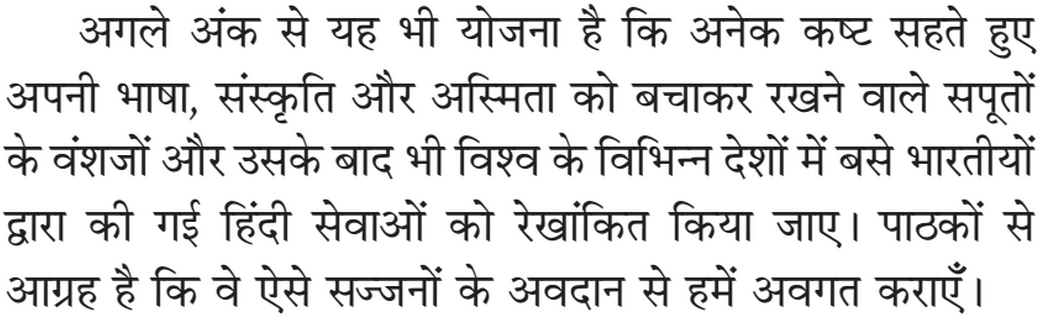 अगले अंक से यह भी योजना है कि अनेक कष्ट सहते हुए
अपनी भाषा, संस्कृति और अस्मिता को बचाकर रखने वाले सपूतों
के वंशजों और उसके बाद भी विश्व के विभिन्न देशों में बसे भारतीयों
द्वारा की गई हिंदी सेवाओं को रेखांकित किया जाए। पाठकों से
आग्रह है कि वे ऐसे सज्जनों के अवदान से हमें अवगत कराएँ।